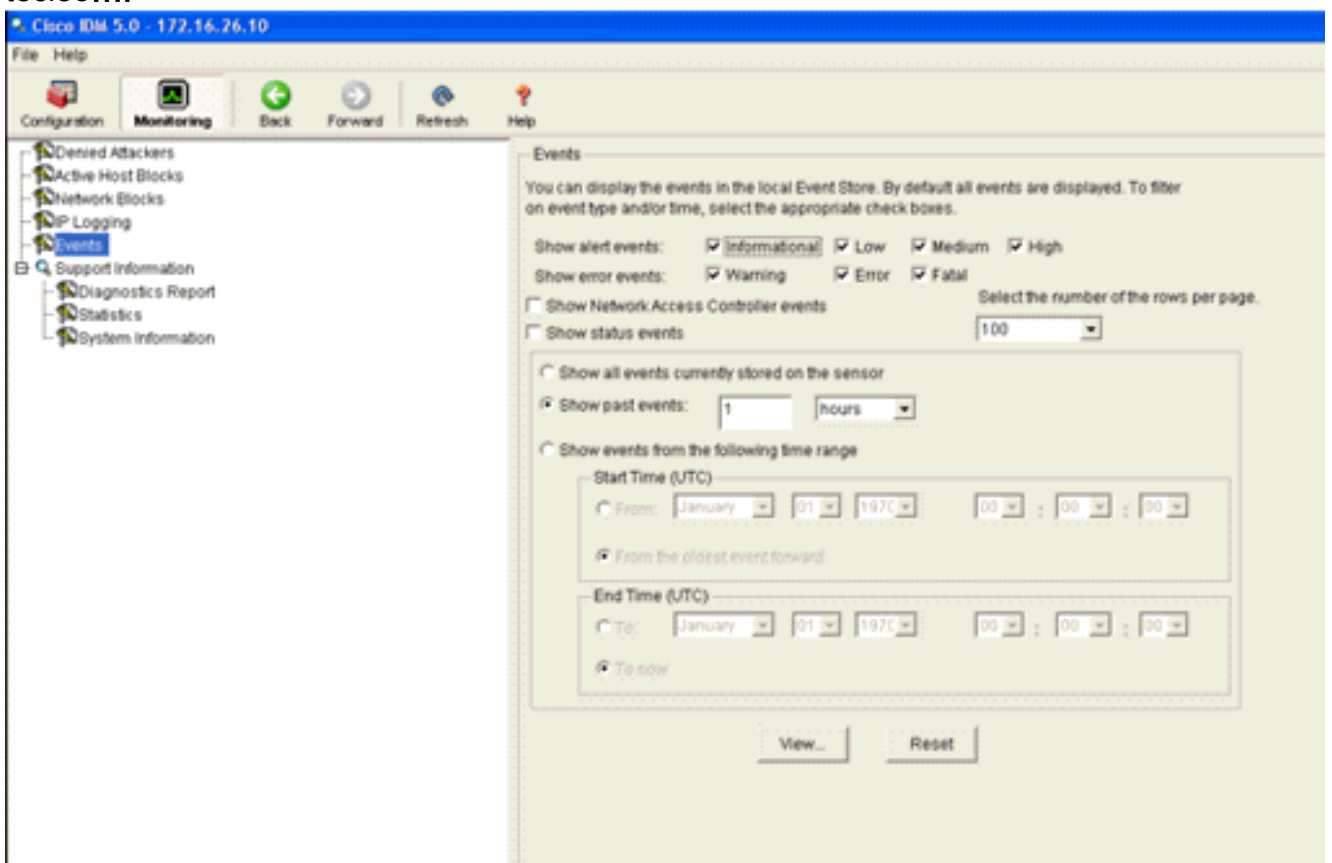 Cisco IDM 5.0 - 172.16.26.10
File Help
Configuration Monitoring Back Forward Refresh Help
Denied Attackers
Active Host Blocks
Network Blocks
IP Logging
Events
Support Information
Diagnostics Report
Statistics
System Information
Events
You can display the events in the local Event Store. By default all events are displayed. To filter
on event type and/or time, select the appropriate check boxes.
Show alert events: Informational Low Medium High
Show error events: Warning Error Fatal
Show Network Access Controller events
Show status events
Select the number of the rows per page.
100
Show all events currently stored on the sensor
Show past events: 1 hours
Show events from the following time range
Start Time (UTC)
From: January 01 1970 00 : 00 : 00
From the oldest event forward
End Time (UTC)
To: January 01 1970 00 : 00 : 00
To now
View... Reset